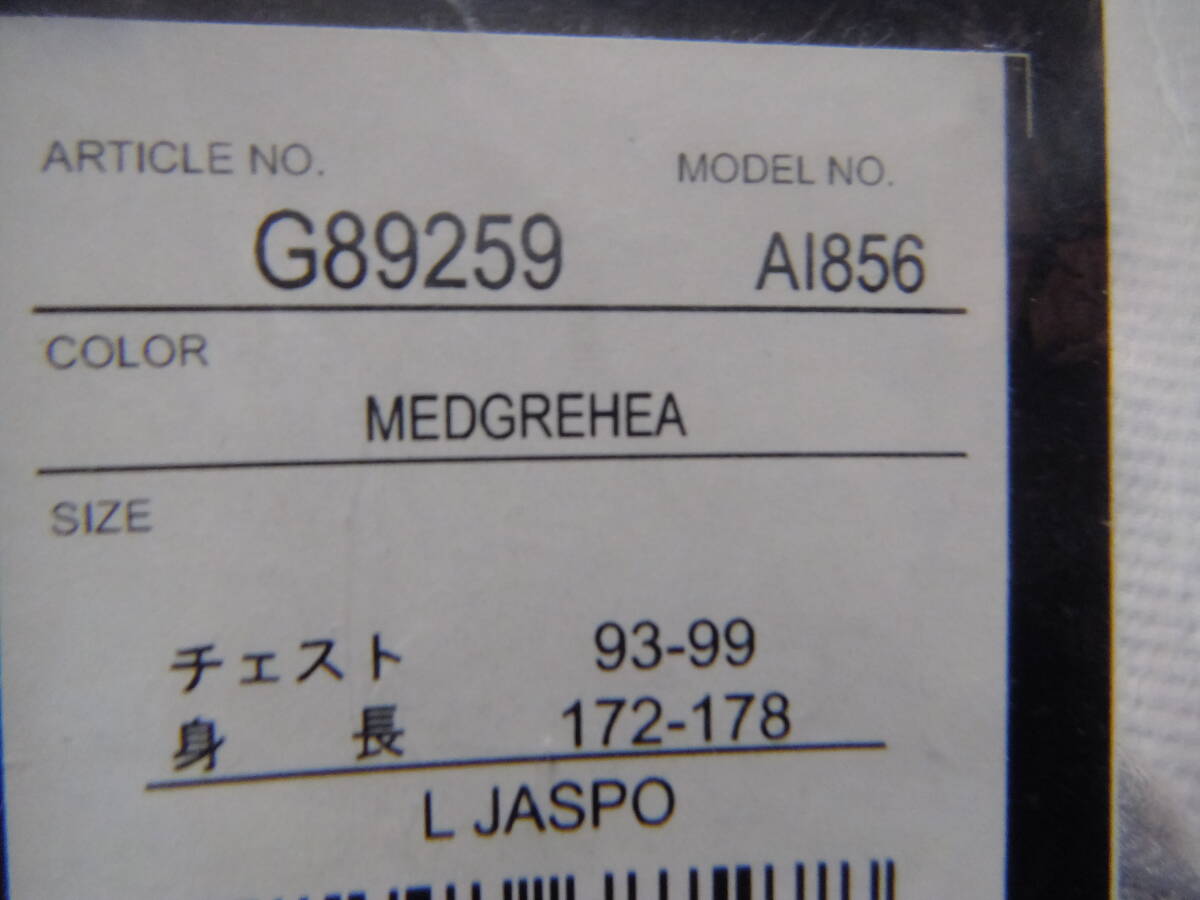 ARTICLE NO. MODEL NO.
G89259 AI856
COLOR
MEDGREHEA
SIZE
チェスト 93-99
身長 172-178
L JASPO